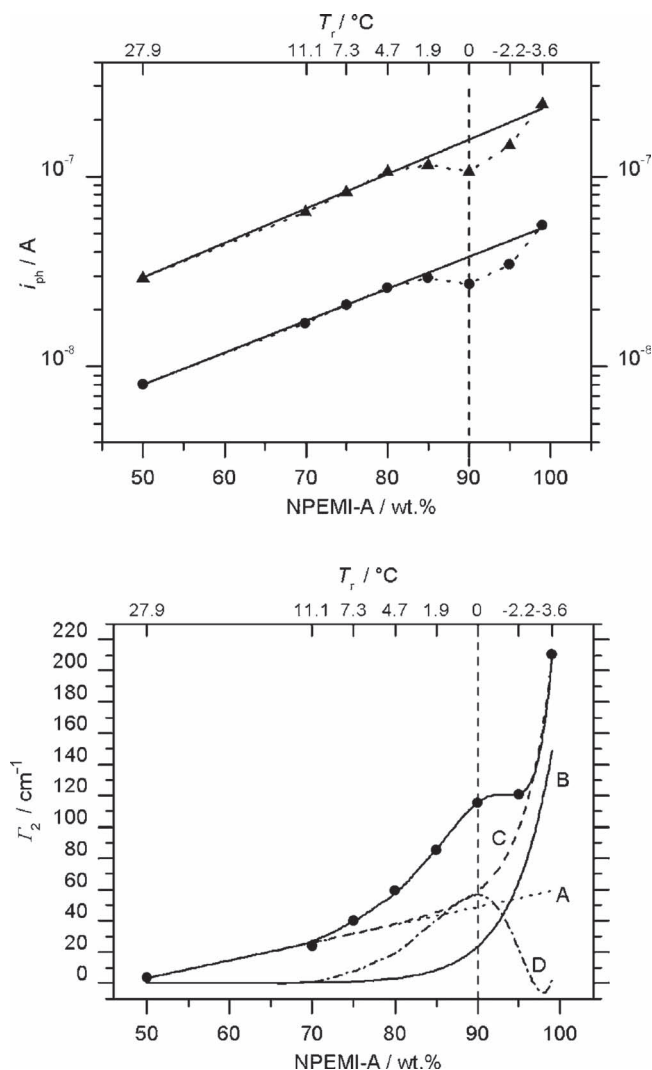 T_r / °C
27.9 11.1 7.3 4.7 1.9 0 -2.2 -3.6
10⁻⁷ 10⁻⁷
i_ph / A
10⁻⁸ 10⁻⁸
50 60 70 80 90 100
NPEMI-A / wt.%
T_r / °C
27.9 11.1 7.3 4.7 1.9 0 -2.2 -3.6
220
200
180
160
140
120
100
80
60
40
20
0
Γ₂ / cm⁻¹
B
C
A
D
50 60 70 80 90 100
NPEMI-A / wt.%